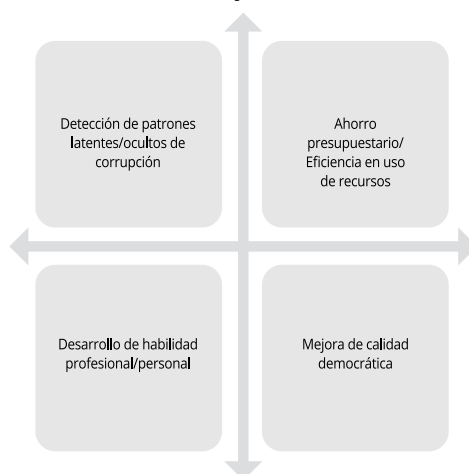 Detección de patrones
latentes/ocultos de
corrupción
Ahorro
presupuestario/
Eficiencia en uso
de recursos
Desarrollo de habilidad
profesional/personal
Mejora de calidad
democrática